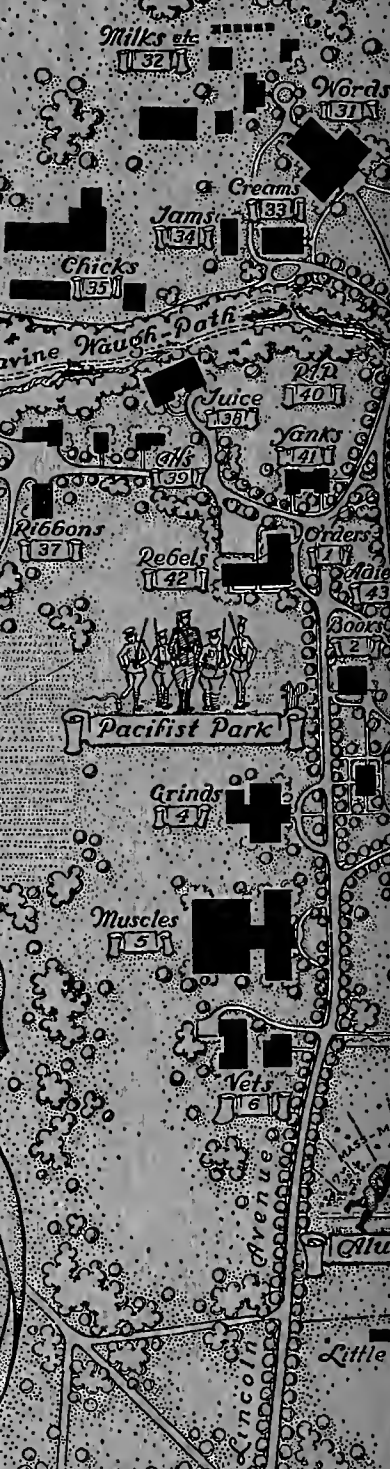 Milks etc
32
Words
31
Creams
33
Jams
34
Chicks
35
Waugh-Path
Juice
38
R.I.P.
40
Yanks
41
4Hs
39
Ribbons
37
Rebels
42
Orders
1
43
Books
2
Pacifist Park
Grinds
4
Muscles
5
Vets
6
Lincoln Avenue
Little